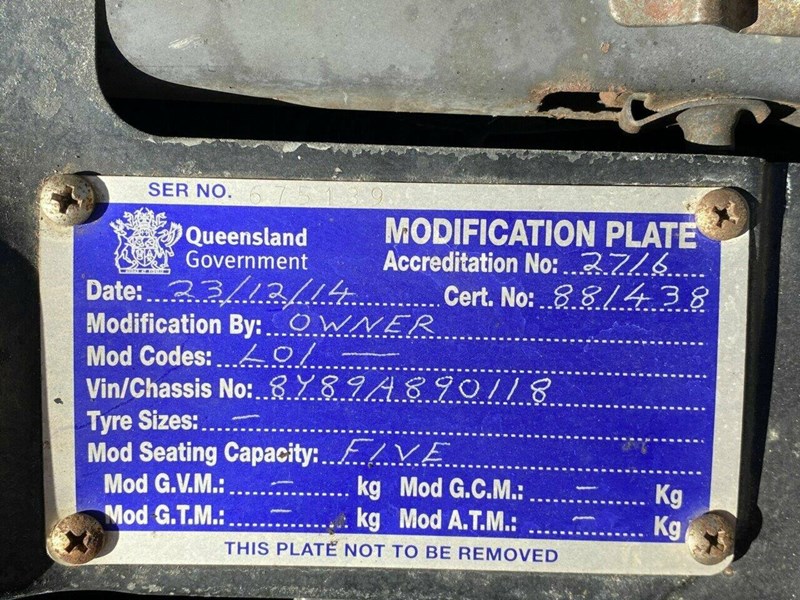 SER NO. 675139
Queensland
Government
MODIFICATION PLATE
Accreditation No: 2716
Date: 23/12/14 Cert. No: 881438
Modification By: OWNER
Mod Codes: LO1 —
Vin/Chassis No: 8Y89A890118
Tyre Sizes: –
Mod Seating Capacity: FIVE
Mod G.V.M.: – kg Mod G.C.M.: – Kg
Mod G.T.M.: – kg Mod A.T.M.: – Kg
THIS PLATE NOT TO BE REMOVED